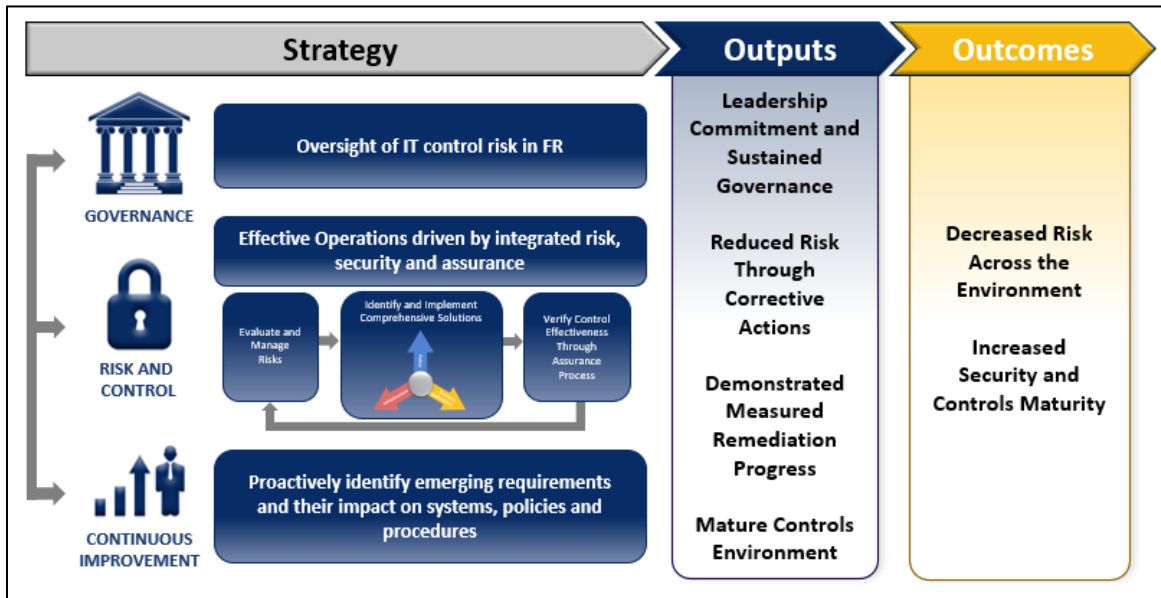 Strategy
Outputs
Outcomes
GOVERNANCE
Oversight of IT control risk in FR
RISK AND
CONTROL
Effective Operations driven by integrated risk,
security and assurance
Evaluate and
Manage
Risks
Identify and Implement
Comprehensive Solutions
Verify Control
Effectiveness
Through
Assurance
Process
CONTINUOUS
IMPROVEMENT
Proactively identify emerging requirements
and their impact on systems, policies and
procedures
Leadership
Commitment and
Sustained
Governance
Reduced Risk
Through
Corrective
Actions
Demonstrated
Measured
Remediation
Progress
Mature Controls
Environment
Decreased Risk
Across the
Environment
Increased
Security and
Controls Maturity